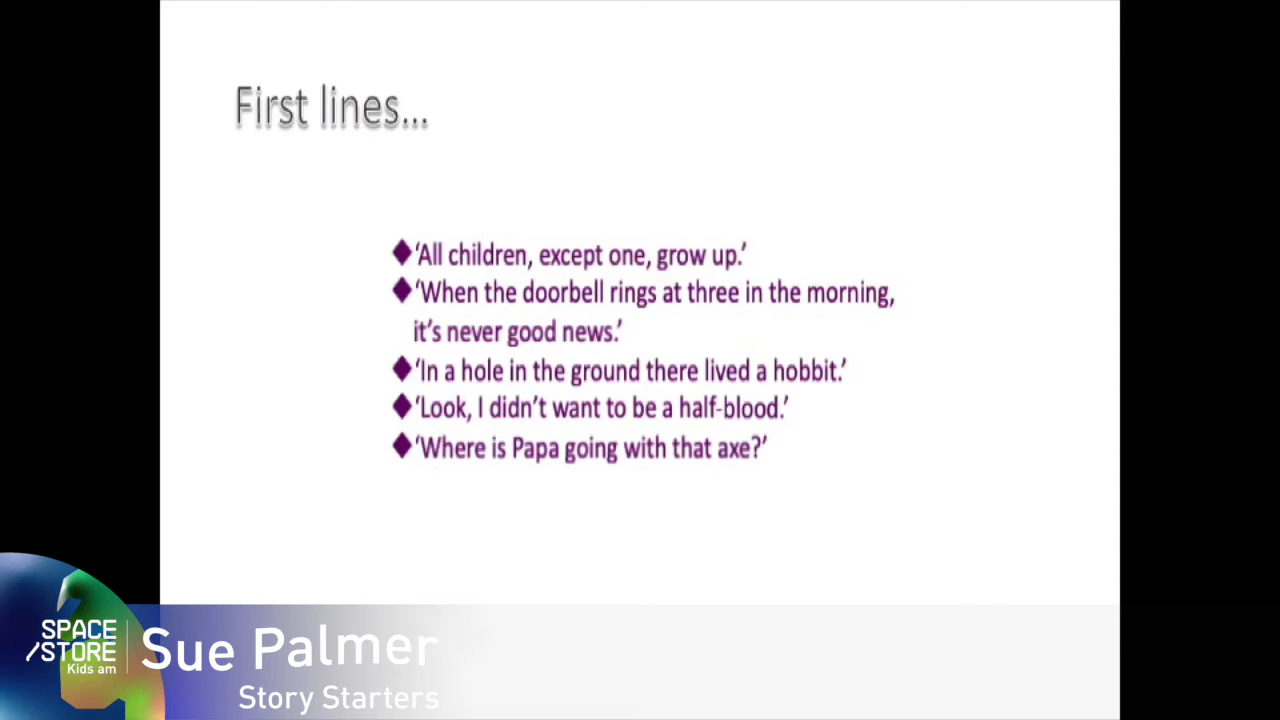 First lines...
‘All children, except one, grow up.’
‘When the doorbell rings at three in the morning,
it’s never good news.’
‘In a hole in the ground there lived a hobbit.’
‘Look, I didn’t want to be a half-blood.’
‘Where is Papa going with that axe?’
SPACE
/STORE
Kids am
Sue Palmer
Story Starters